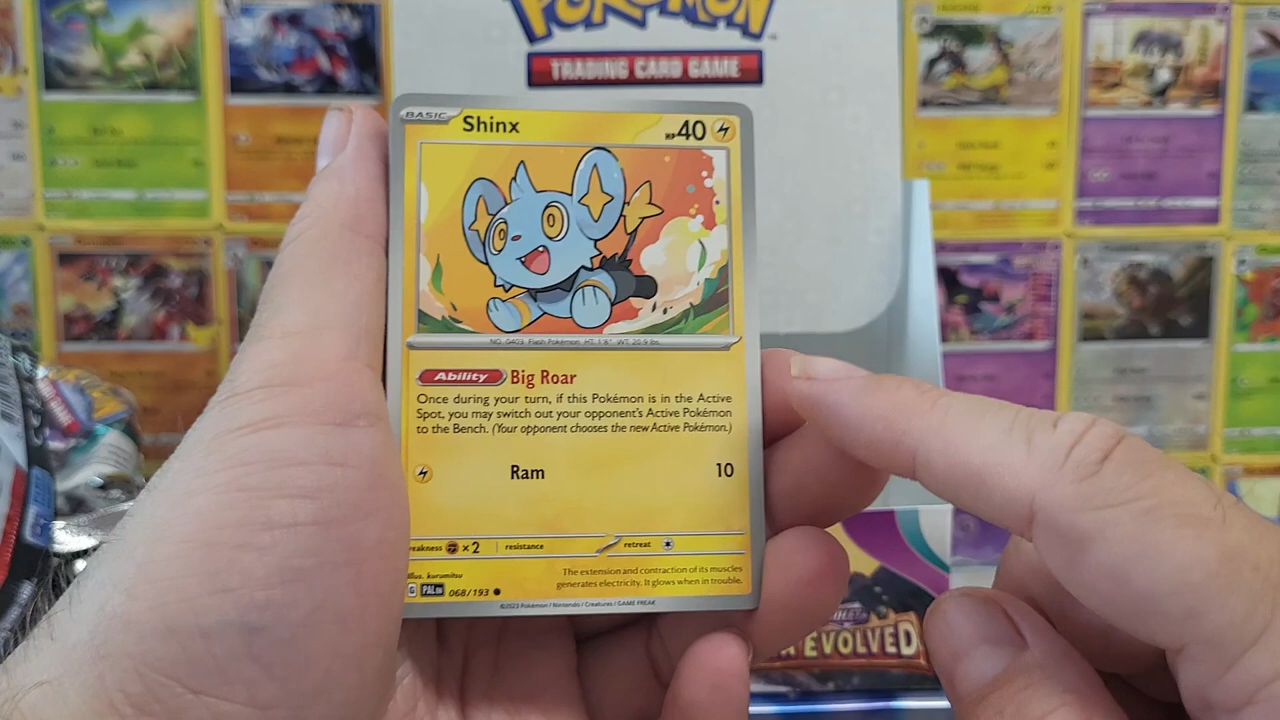 POKÉMON
TRADING CARD GAME
BASIC Shinx HP 40
NO. 0403 Flash Pokémon HT. 1'8" WT. 20.9 lbs.
Ability Big Roar
Once during your turn, if this Pokémon is in the Active
Spot, you may switch out your opponent's Active Pokémon
to the Bench. (Your opponent chooses the new Active Pokémon.)
Ram 10
eakness ×2 resistance retreat
Illus. kurumitsu
The extension and contraction of its muscles
generates electricity. It glows when in trouble.
G PAL EN 068/193
©2023 Pokémon / Nintendo / Creatures / GAME FREAK
EVOLVED